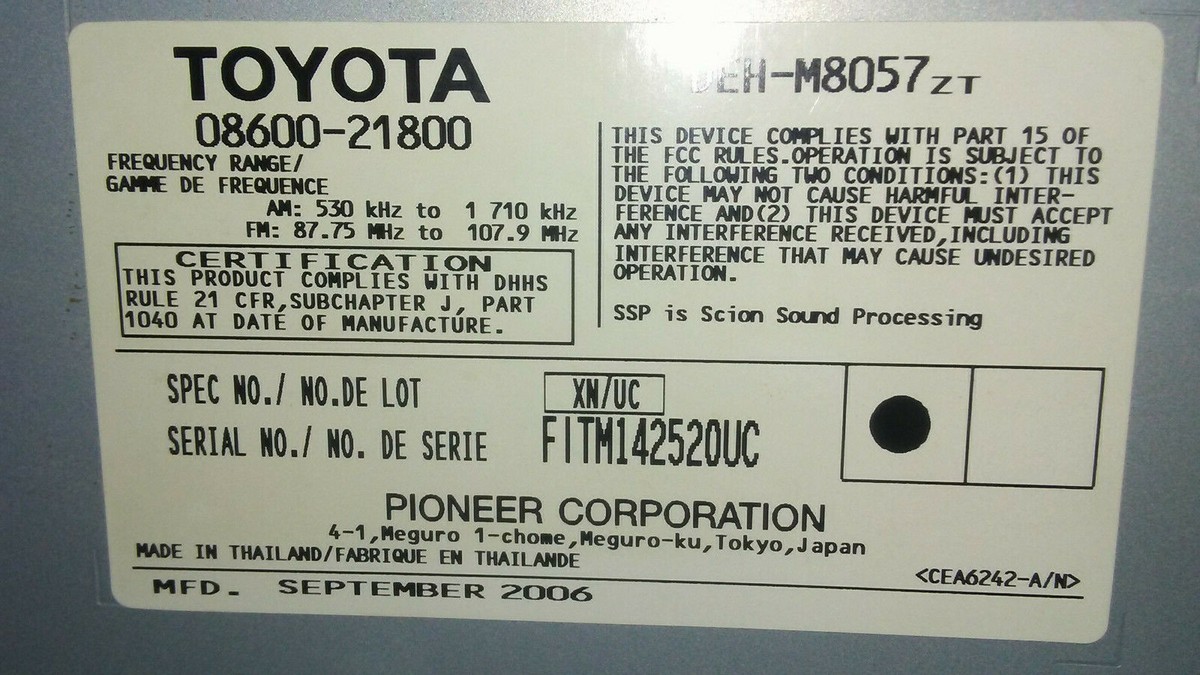 TOYOTA
08600-21800
FREQUENCY RANGE/
GAMME DE FREQUENCE
AM: 530 kHz to 1 710 kHz
FM: 87.75 MHz to 107.9 MHz
CERTIFICATION
THIS PRODUCT COMPLIES WITH DHHS
RULE 21 CFR,SUBCHAPTER J, PART
1040 AT DATE OF MANUFACTURE.
DEH-M8057ZT
THIS DEVICE COMPLIES WITH PART 15 OF
THE FCC RULES.OPERATION IS SUBJECT TO
THE FOLLOWING TWO CONDITIONS:(1) THIS
DEVICE MAY NOT CAUSE HARMFUL INTER-
FERENCE AND(2) THIS DEVICE MUST ACCEPT
ANY INTERFERENCE RECEIVED,INCLUDING
INTERFERENCE THAT MAY CAUSE UNDESIRED
OPERATION.
SSP is Scion Sound Processing
SPEC NO./ NO.DE LOT XN/UC
SERIAL NO./ NO. DE SERIE FITM142520UC
PIONEER CORPORATION
4-1,Meguro 1-chome,Meguro-ku,Tokyo,Japan
MADE IN THAILAND/FABRIQUE EN THAILANDE
<CEA6242-A/N>
MFD. SEPTEMBER 2006